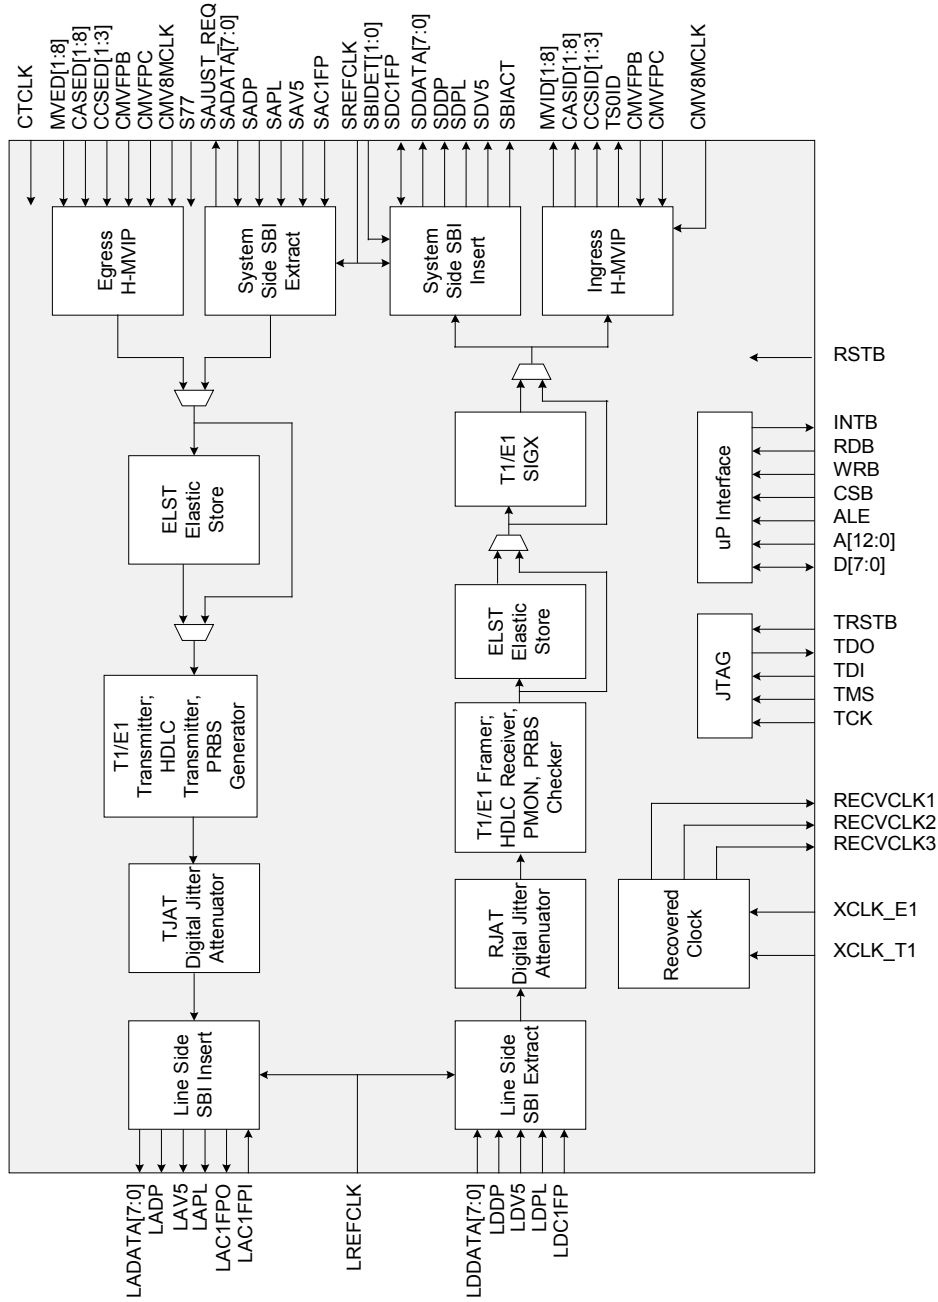 CTCLK
MVED[1:8]
CASED[1:8]
CCSED[1:3]
CMVFPB
CMVFPC
CMV8MCLK
S77
SAJUST_REQ
SADATA[7:0]
SADP
SAPL
SAV5
SAC1FP
SREFCLK
SBIDET[1:0]
SDC1FP
SDDATA[7:0]
SDDP
SDPL
SDV5
SBIACT
MVID[1:8]
CASID[1:8]
CCSID[1:3]
TS0ID
CMVFPB
CMVFPC
CMV8MCLK
Egress
H-MVIP
System
Side SBI
Extract
System
Side SBI
Insert
Ingress
H-MVIP
RSTB
ELST
Elastic
Store
T1/E1
SIGX
uP Interface
INTB
RDB
WRB
CSB
ALE
A[12:0]
D[7:0]
ELST
Elastic
Store
JTAG
TRSTB
TDO
TDI
TMS
TCK
T1/E1
Transmitter;
HDLC
Transmitter,
PRBS
Generator
T1/E1 Framer;
HDLC Receiver,
PMON, PRBS
Checker
RECVCLK1
RECVCLK2
RECVCLK3
TJAT
Digital Jitter
Attenuator
RJAT
Digital Jitter
Attenuator
Recovered
Clock
XCLK_E1
XCLK_T1
Line Side
SBI Insert
Line Side
SBI Extract
LADATA[7:0]
LADP
LAV5
LAPL
LAC1FPO
LAC1FPI
LREFCLK
LDDATA[7:0]
LDDP
LDV5
LDPL
LDC1FP